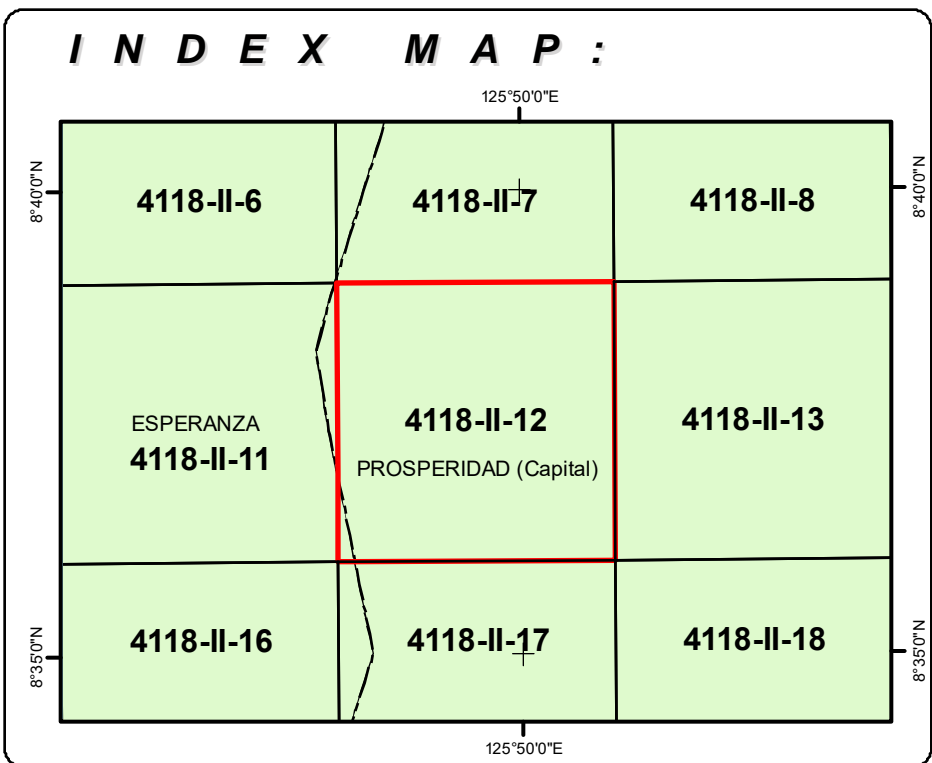 INDEX MAP:
125°50'0"E
8°40'0"N
8°40'0"N
4118-II-6
4118-II-7
4118-II-8
ESPERANZA
4118-II-11
4118-II-12
PROSPERIDAD (Capital)
4118-II-13
4118-II-16
4118-II-17
4118-II-18
8°35'0"N
8°35'0"N
125°50'0"E